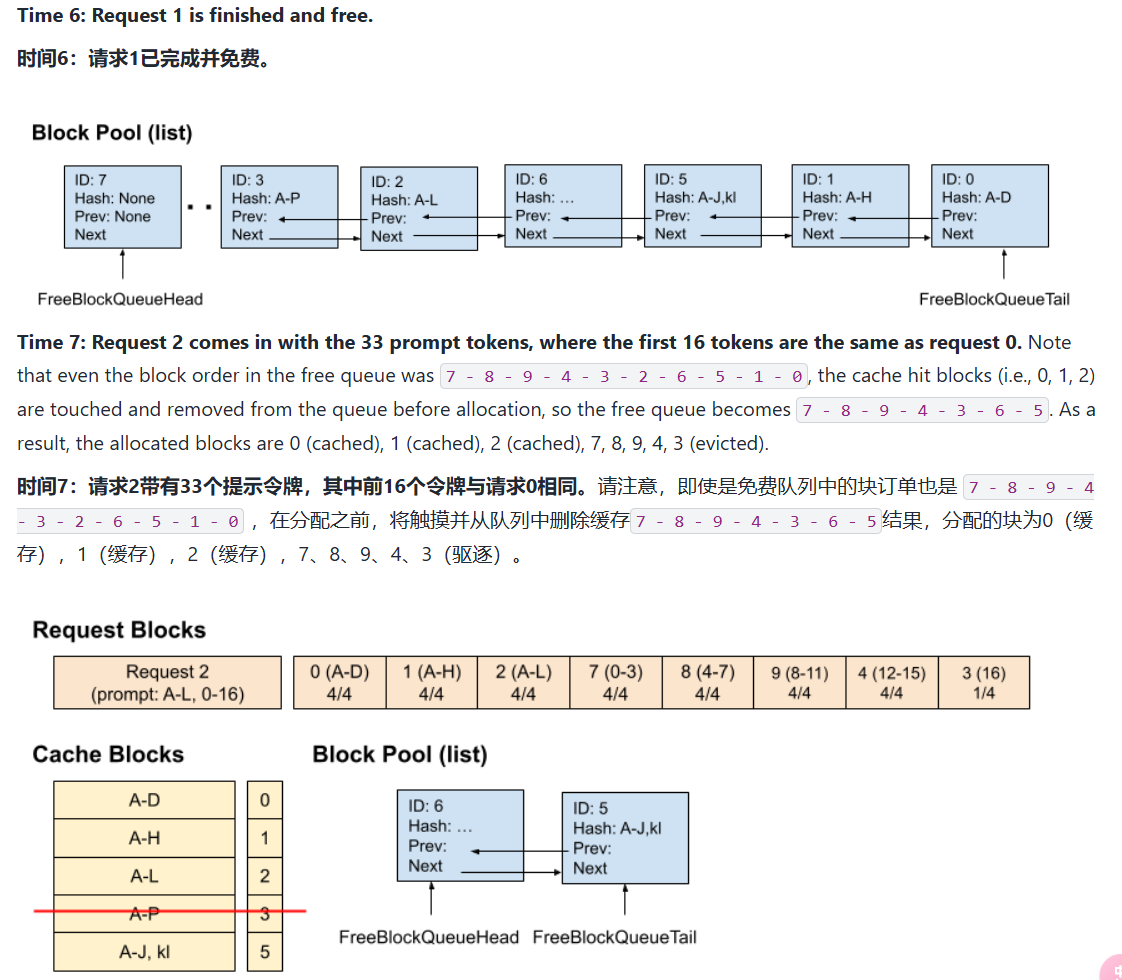 Time 6: Request 1 is finished and free.
时间6：请求1已完成并免费。
Block Pool (list)
ID: 7
Hash: None
Prev: None
Next
ID: 3
Hash: A-P
Prev:
Next
ID: 2
Hash: A-L
Prev:
Next
ID: 6
Hash: ...
Prev:
Next
ID: 5
Hash: A-J,kl
Prev:
Next
ID: 1
Hash: A-H
Prev:
Next
ID: 0
Hash: A-D
Prev:
Next
FreeBlockQueueHead
FreeBlockQueueTail
Time 7: Request 2 comes in with the 33 prompt tokens, where the first 16 tokens are the same as request 0. Note
that even the block order in the free queue was 7 - 8 - 9 - 4 - 3 - 2 - 6 - 5 - 1 - 0, the cache hit blocks (i.e., 0, 1, 2)
are touched and removed from the queue before allocation, so the free queue becomes 7 - 8 - 9 - 4 - 3 - 6 - 5. As a
result, the allocated blocks are 0 (cached), 1 (cached), 2 (cached), 7, 8, 9, 4, 3 (evicted).
时间7：请求2带有33个提示令牌，其中前16个令牌与请求0相同。请注意，即使是免费队列中的块订单也是 7 - 8 - 9 - 4
- 3 - 2 - 6 - 5 - 1 - 0 ，在分配之前，将触摸并从队列中删除缓存 7 - 8 - 9 - 4 - 3 - 6 - 5 结果，分配的块为0（缓
存），1（缓存），2（缓存），7、8、9、4、3（驱逐）。
Request Blocks
Request 2
(prompt: A-L, 0-16)
0 (A-D)
4/4
1 (A-H)
4/4
2 (A-L)
4/4
7 (0-3)
4/4
8 (4-7)
4/4
9 (8-11)
4/4
4 (12-15)
4/4
3 (16)
1/4
Cache Blocks
A-D 0
A-H 1
A-L 2
A-P 3
A-J, kl 5
Block Pool (list)
ID: 6
Hash: ...
Prev:
Next
ID: 5
Hash: A-J,kl
Prev:
Next
FreeBlockQueueHead
FreeBlockQueueTail